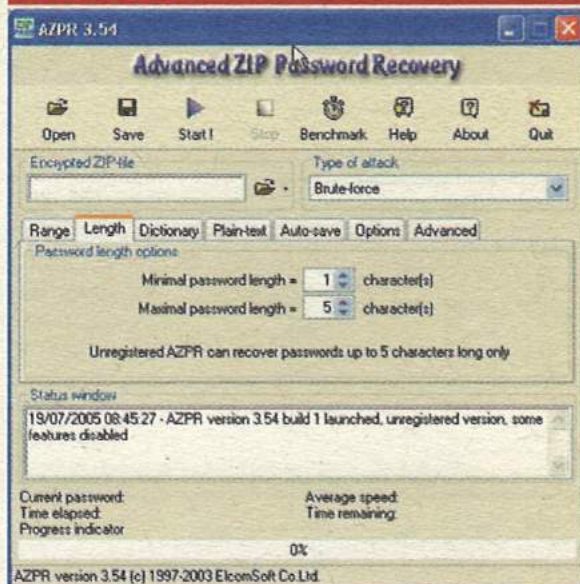 AZPR 3.54
Advanced ZIP Password Recovery
Open Save Start! Stop Benchmark Help About Quit
Encrypted ZIP-file Type of attack
Brute-force
Range Length Dictionary Plain-text Auto-save Options Advanced
Password length options
Minimal password length = 1 character(s)
Maximal password length = 5 character(s)
Unregistered AZPR can recover passwords up to 5 characters long only
Status window
19/07/2005 08:45:27 - AZPR version 3.54 build 1 launched, unregistered version, some
features disabled
Current password: Average speed:
Time elapsed: Time remaining:
Progress indicator
0%
AZPR version 3.54 (c) 1997-2003 ElcomSoft Co.Ltd.